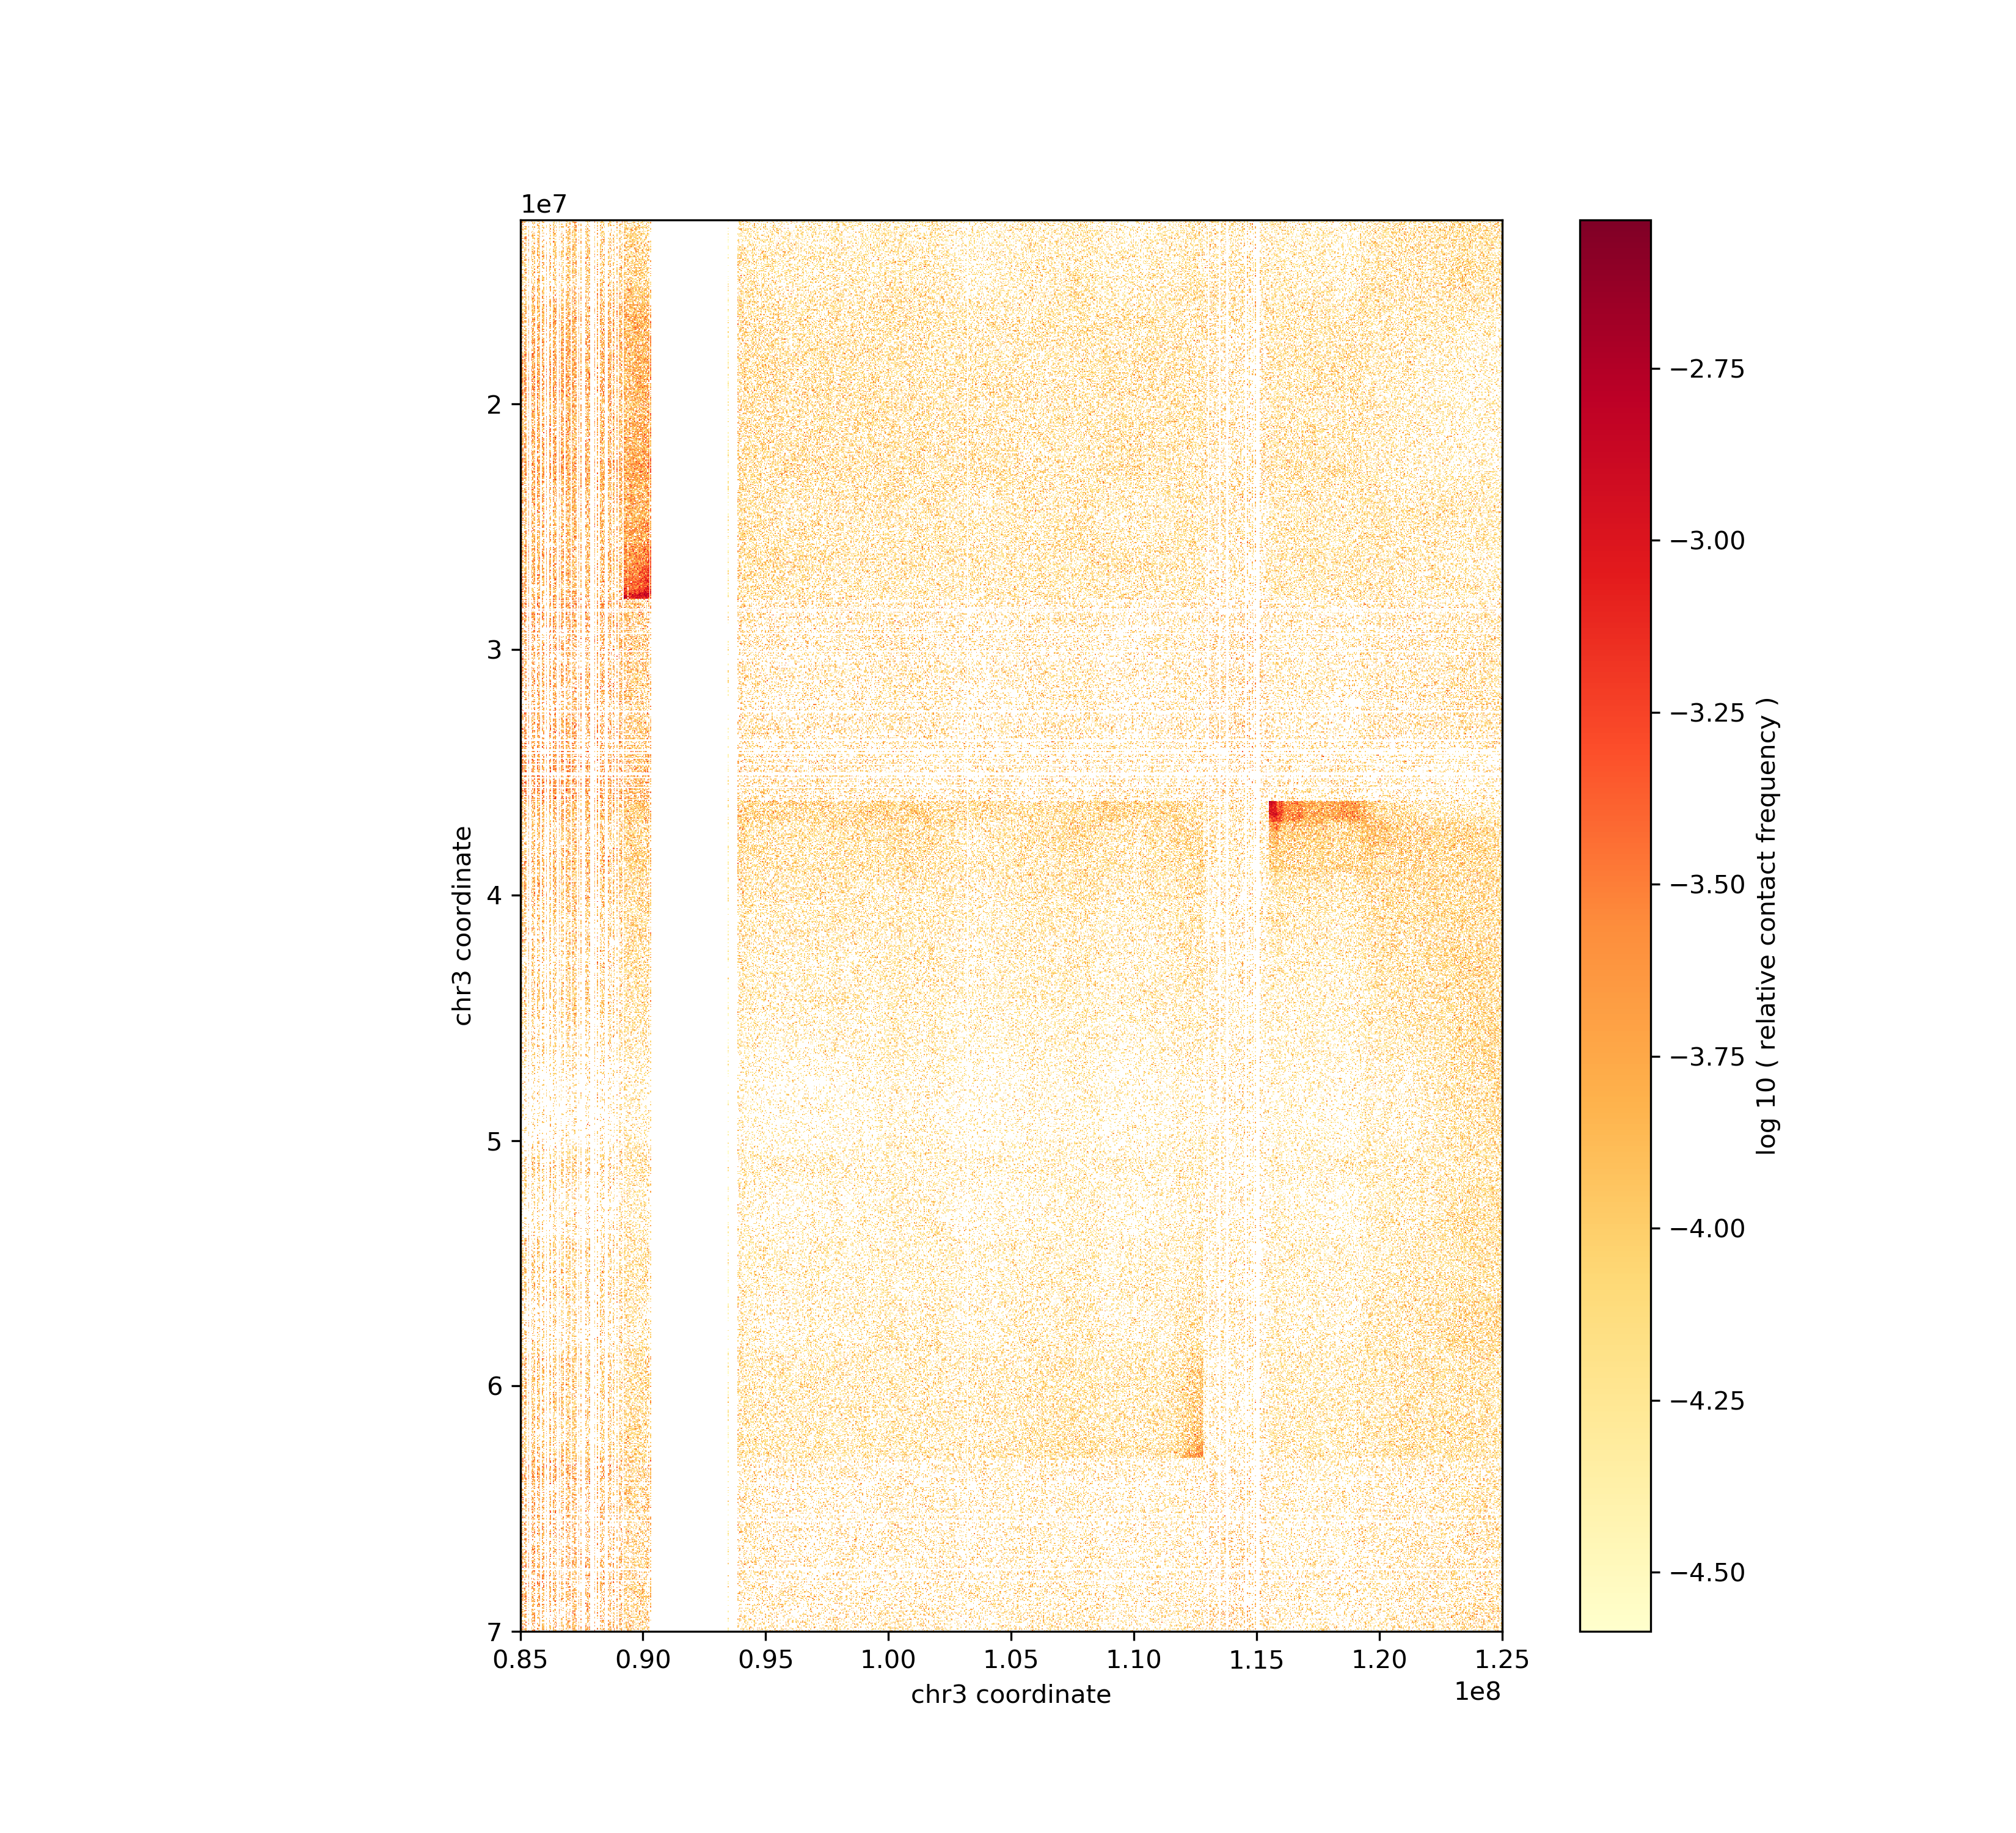 1e7
2
3
4
5
6
7
chr3 coordinate
0.85 0.90 0.95 1.00 1.05 1.10 1.15 1.20 1.25
1e8
chr3 coordinate
−2.75
−3.00
−3.25
−3.50
−3.75
−4.00
−4.25
−4.50
log 10 ( relative contact frequency )